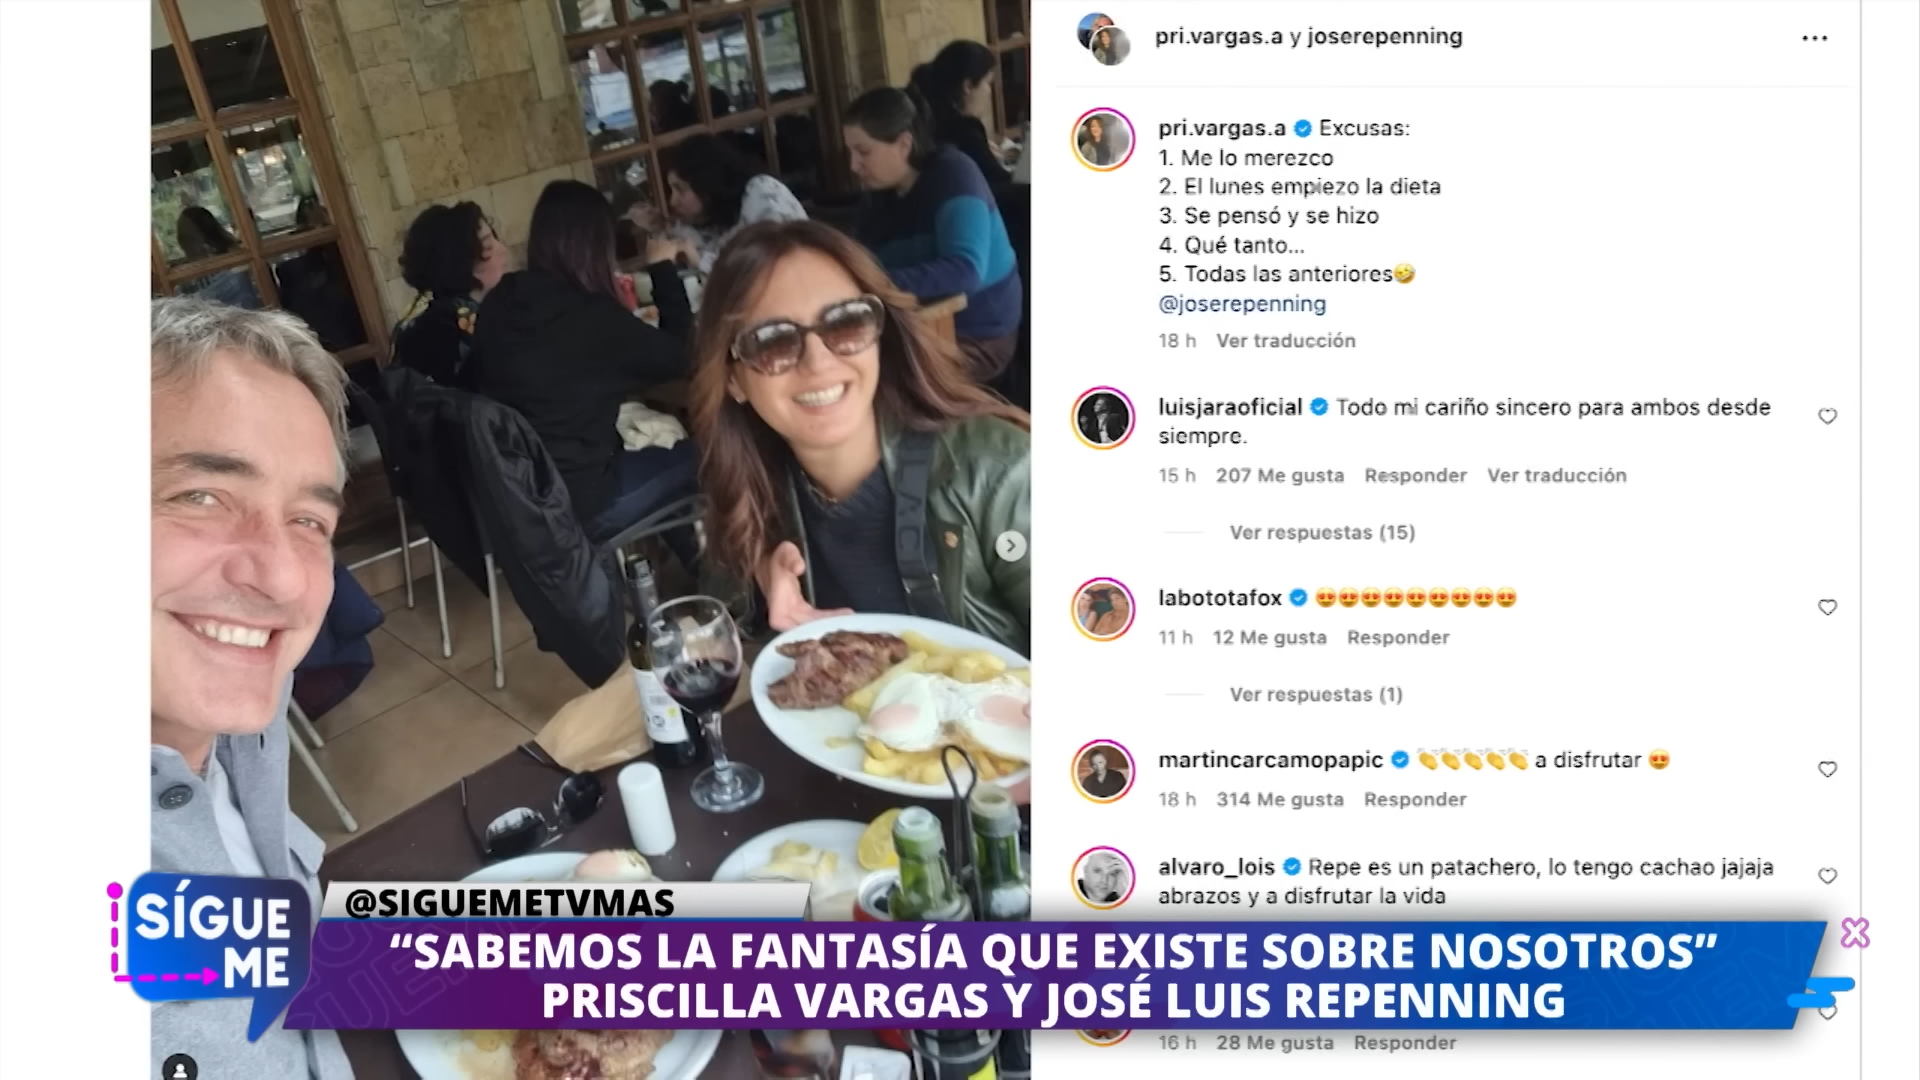 pri.vargas.a y joserepenning
pri.vargas.a Excusas:
1. Me lo merezco
2. El lunes empiezo la dieta
3. Se pensó y se hizo
4. Qué tanto...
5. Todas las anteriores🤣
@joserepenning
18 h Ver traducción
luisjaraoficial Todo mi cariño sincero para ambos desde
siempre.
15 h 207 Me gusta Responder Ver traducción
Ver respuestas (15)
labototafox 😍😍😍😍😍😍😍😍😍
11 h 12 Me gusta Responder
Ver respuestas (1)
martincarcamopapic 👏👏👏👏👏 a disfrutar 😍
18 h 314 Me gusta Responder
alvaro_lois Repe es un patachero, lo tengo cachao jajaja
abrazos y a disfrutar la vida
@SIGUEMETVMAS
SÍGUE
ME
“SABEMOS LA FANTASÍA QUE EXISTE SOBRE NOSOTROS”
PRISCILLA VARGAS Y JOSÉ LUIS REPENNING
16 h 28 Me gusta Responder